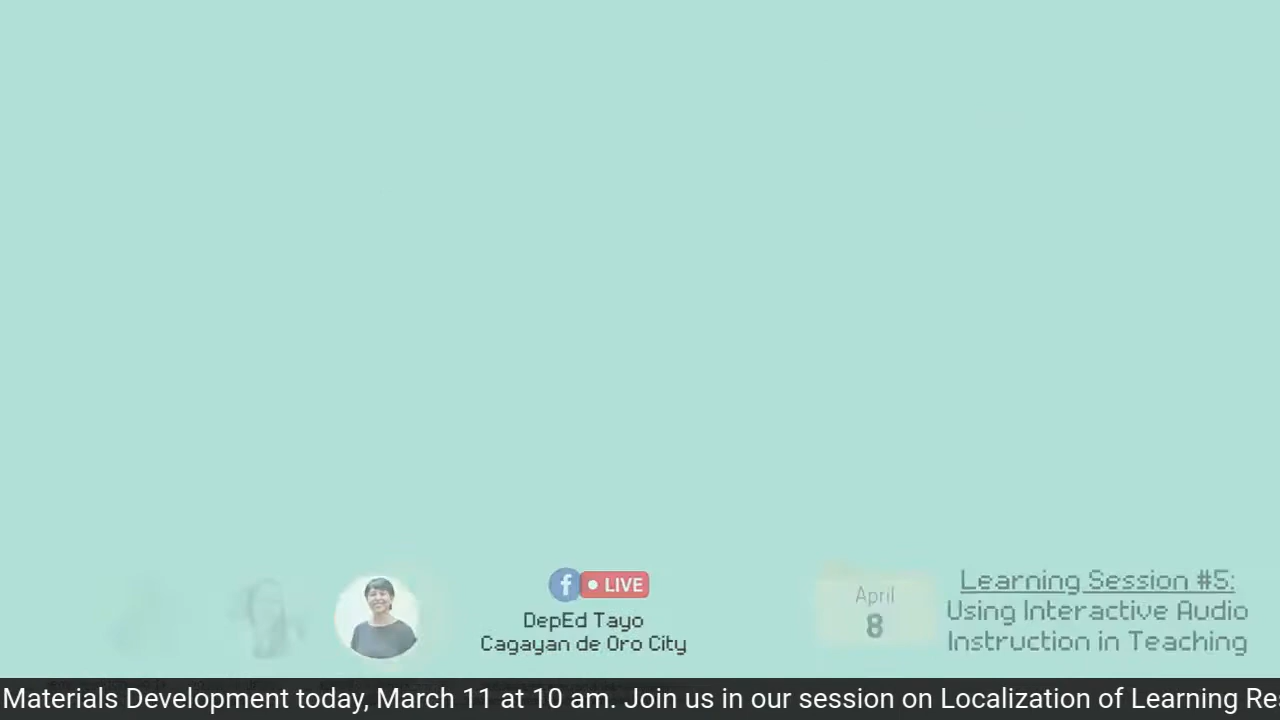 LIVE
DepEd Tayo
Cagayan de Oro City
April
8
Learning Session #5:
Using Interactive Audio
Instruction in Teaching
Materials Development today, March 11 at 10 am. Join us in our session on Localization of Learning Re